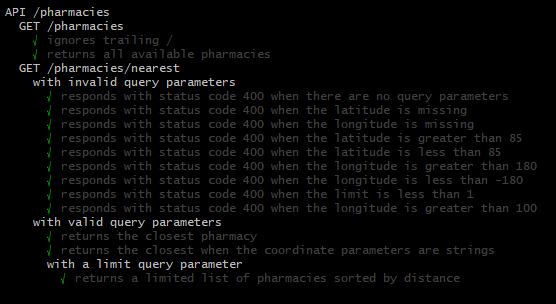 API /pharmacies
GET /pharmacies
√ ignores trailing /
√ returns all available pharmacies
GET /pharmacies/nearest
with invalid query parameters
√ responds with status code 400 when there are no query parameters
√ responds with status code 400 when the latitude is missing
√ responds with status code 400 when the longitude is missing
√ responds with status code 400 when the latitude is greater than 85
√ responds with status code 400 when the latitude is less than 85
√ responds with status code 400 when the longitude is greater than 180
√ responds with status code 400 when the longitude is less than -180
√ responds with status code 400 when the limit is less than 1
√ responds with status code 400 when the longitude is greater than 100
with valid query parameters
√ returns the closest pharmacy
√ returns the closest when the coordinate parameters are strings
with a limit query parameter
√ returns a limited list of pharmacies sorted by distance